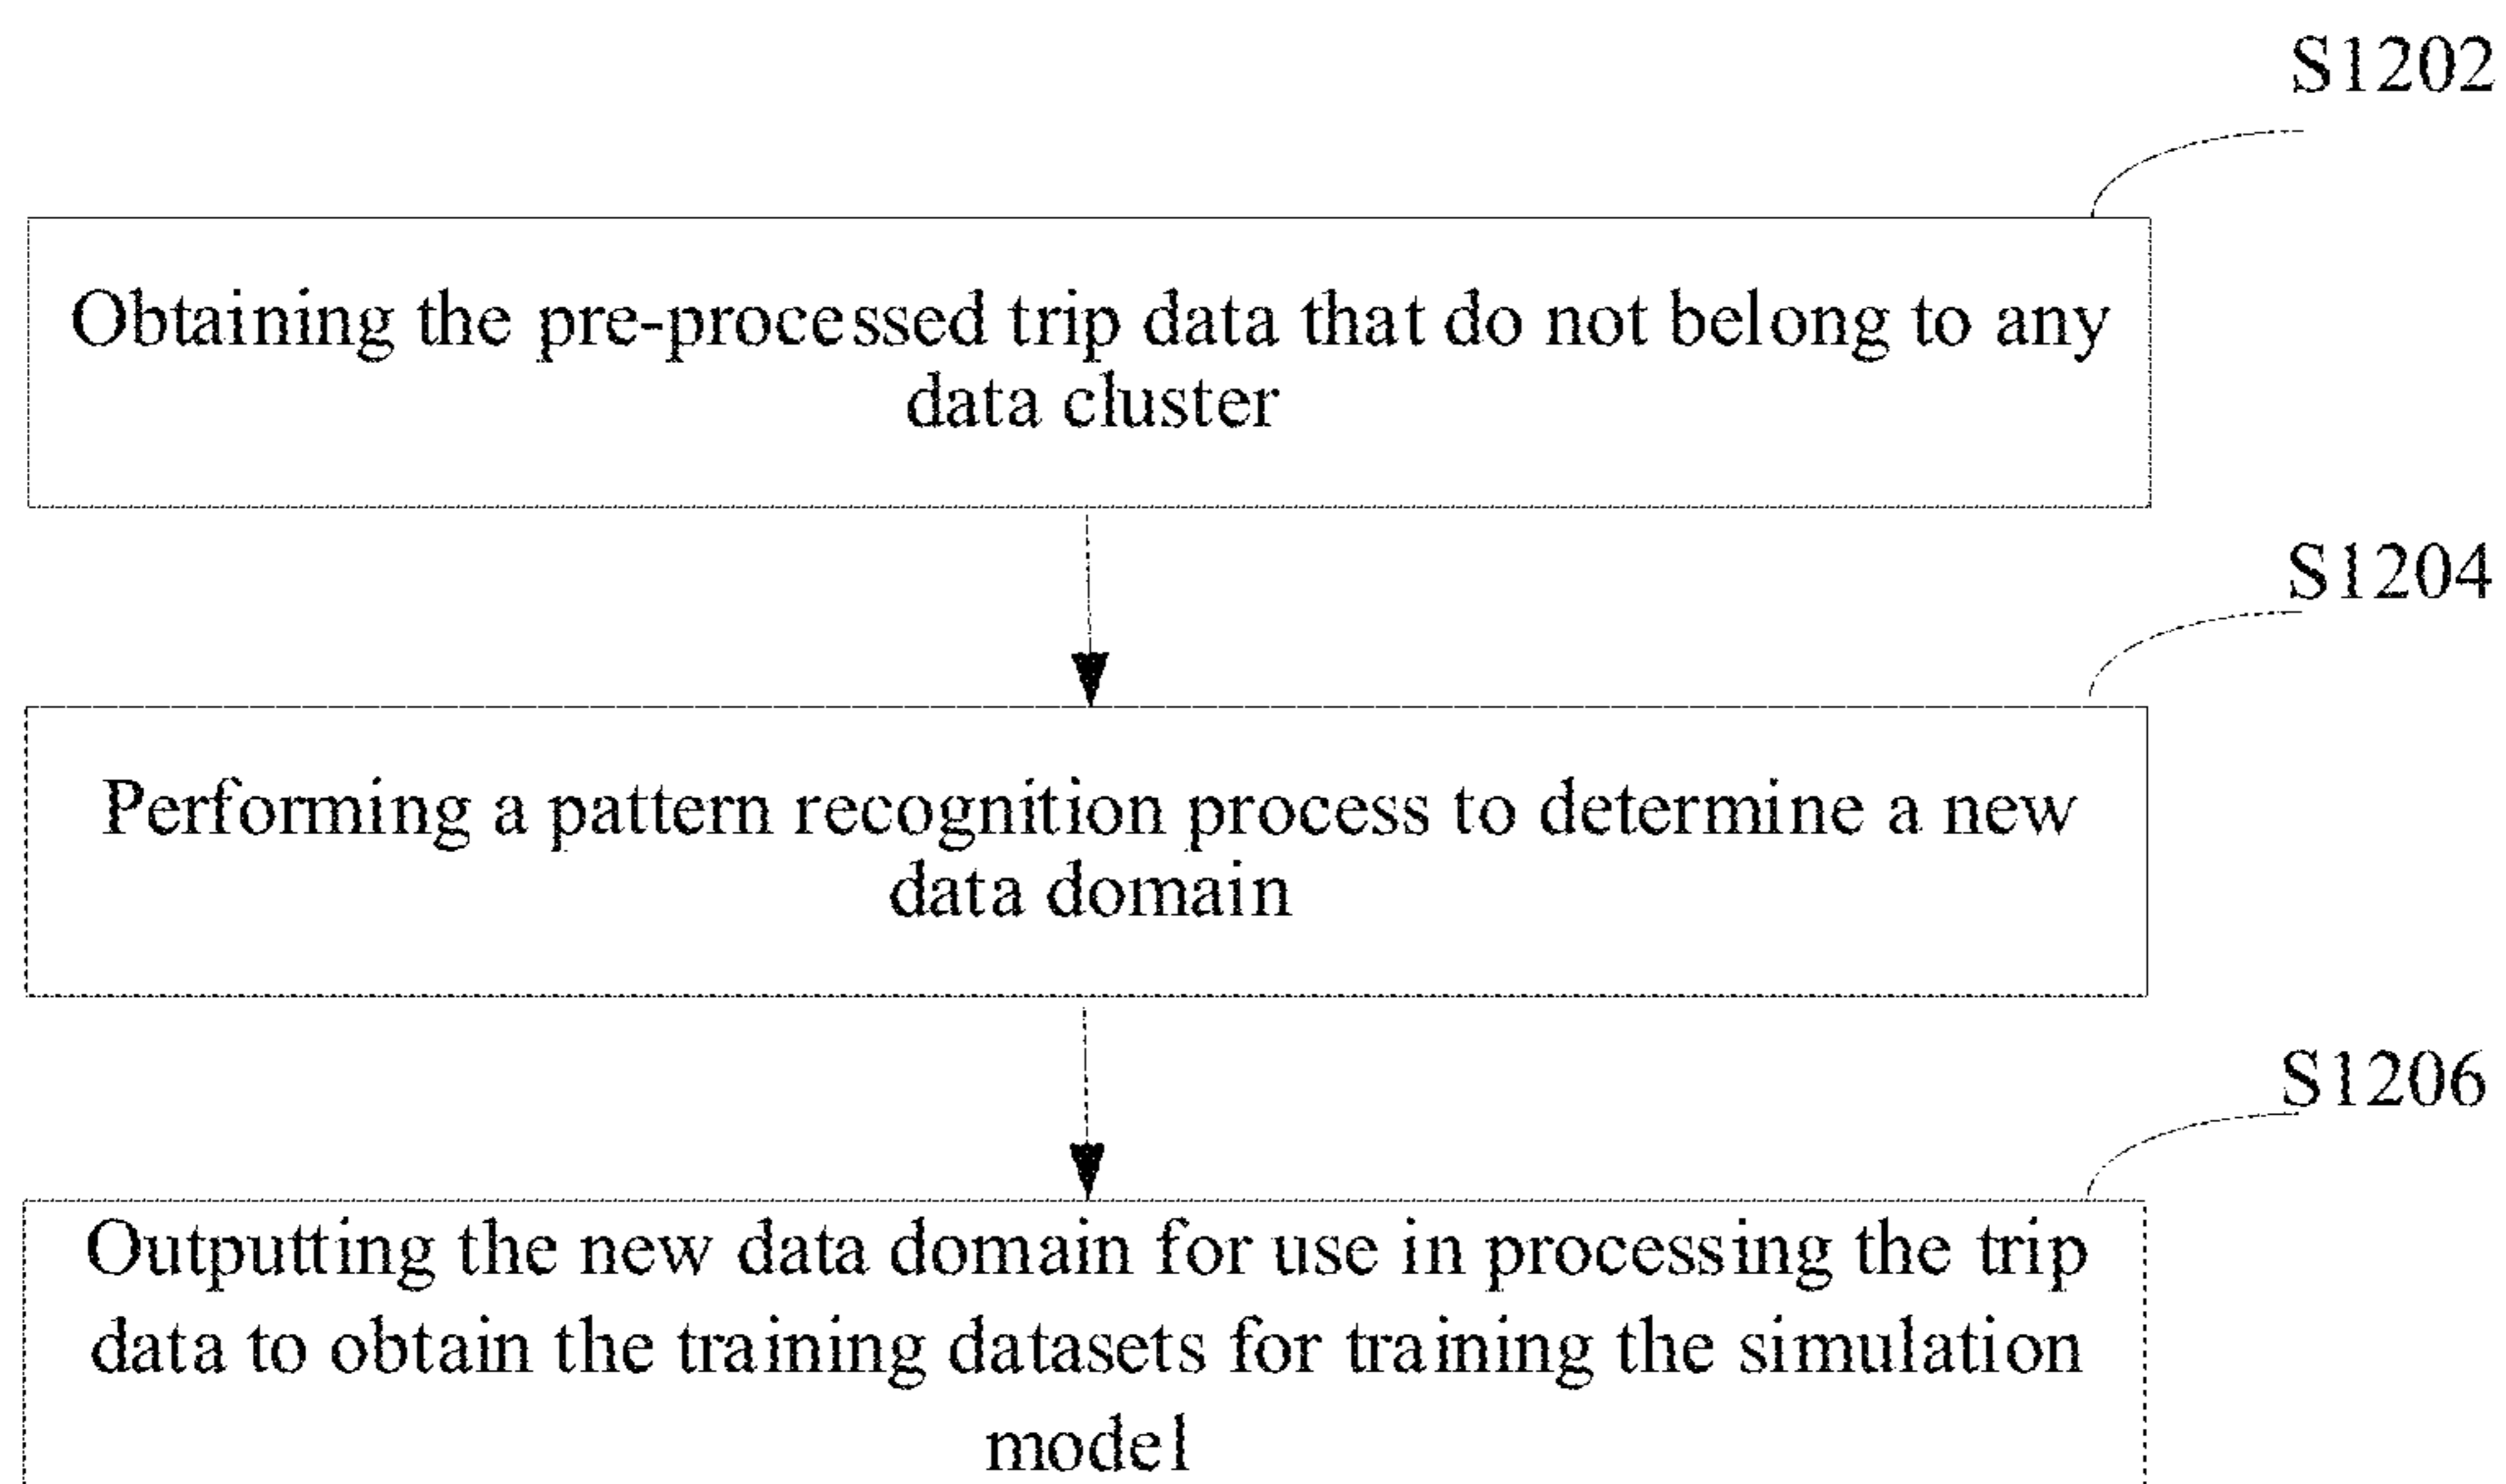 S1202
Obtaining the pre-processed trip data that do not belong to any
data cluster
S1204
Performing a pattern recognition process to determine a new
data domain
S1206
Outputting the new data domain for use in processing the trip
data to obtain the training datasets for training the simulation
model